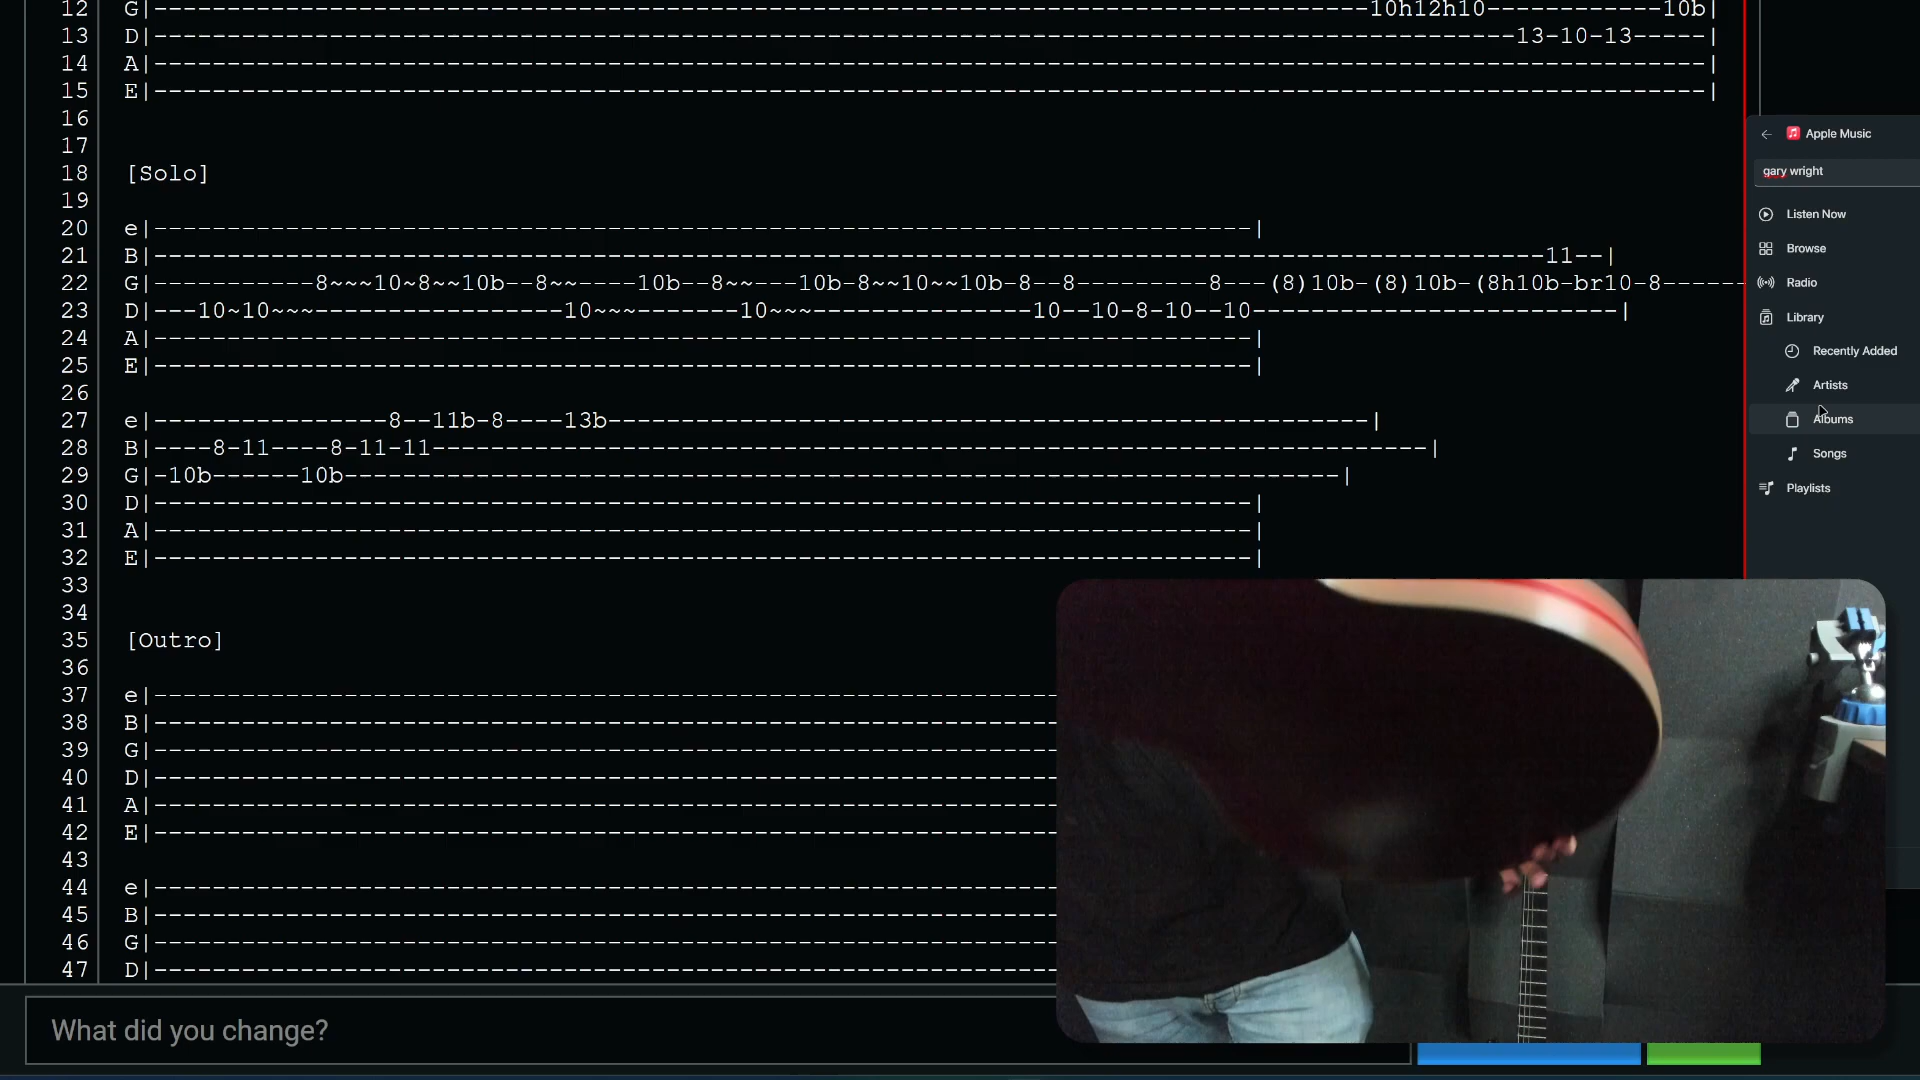 12 G|-----------------------------------------------------------------------------------10h12h10------------10b|
13 D|---------------------------------------------------------------------------------------------13-10-13-----|
14 A|----------------------------------------------------------------------------------------------------------|
15 E|----------------------------------------------------------------------------------------------------------|
16
17
18 [Solo]
19
20 e|---------------------------------------------------------------------------|
21 B|-----------------------------------------------------------------------------------------------11--|
22 G|-----------8~~~10~8~~10b--8~~----10b--8~~---10b-8~~10~~10b-8--8---------8---(8)10b-(8)10b-(8h10b-br10-8------
23 D|---10~10~~~-----------------10~~~-------10~~~---------------10--10-8-10--10-------------------------|
24 A|---------------------------------------------------------------------------|
25 E|---------------------------------------------------------------------------|
26
27 e|----------------8--11b-8----13b----------------------------------------------------|
28 B|----8-11----8-11-11--------------------------------------------------------------------|
29 G|-10b------10b--------------------------------------------------------------------|
30 D|---------------------------------------------------------------------------|
31 A|---------------------------------------------------------------------------|
32 E|---------------------------------------------------------------------------|
33
34
35 [Outro]
36
37 e|--------------------------------------------------------------
38 B|--------------------------------------------------------------
39 G|--------------------------------------------------------------
40 D|--------------------------------------------------------------
41 A|--------------------------------------------------------------
42 E|--------------------------------------------------------------
43
44 e|--------------------------------------------------------------
45 B|--------------------------------------------------------------
46 G|--------------------------------------------------------------
47 D|--------------------------------------------------------------
What did you change?
Apple Music
gary wright
Listen Now
Browse
Radio
Library
Recently Added
Artists
Albums
Songs
Playlists